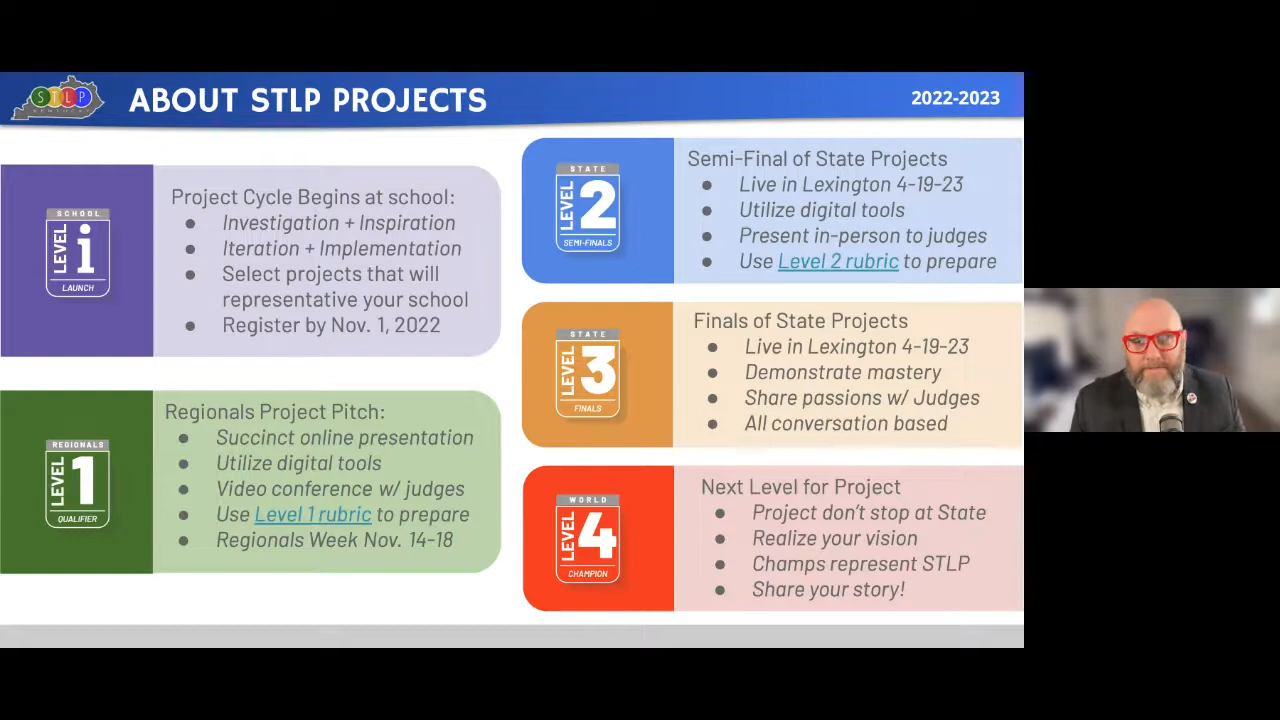 STLP
KENTUCKY
ABOUT STLP PROJECTS
2022-2023
SCHOOL
LEVEL
i
LAUNCH
Project Cycle Begins at school:
● Investigation + Inspiration
● Iteration + Implementation
● Select projects that will
representative your school
● Register by Nov. 1, 2022
REGIONALS
LEVEL
1
QUALIFIER
Regionals Project Pitch:
● Succinct online presentation
● Utilize digital tools
● Video conference w/ judges
● Use Level 1 rubric to prepare
● Regionals Week Nov. 14-18
STATE
LEVEL
2
SEMI-FINALS
Semi-Final of State Projects
● Live in Lexington 4-19-23
● Utilize digital tools
● Present in-person to judges
● Use Level 2 rubric to prepare
STATE
LEVEL
3
FINALS
Finals of State Projects
● Live in Lexington 4-19-23
● Demonstrate mastery
● Share passions w/ Judges
● All conversation based
WORLD
LEVEL
4
CHAMPION
Next Level for Project
● Project don't stop at State
● Realize your vision
● Champs represent STLP
● Share your story!